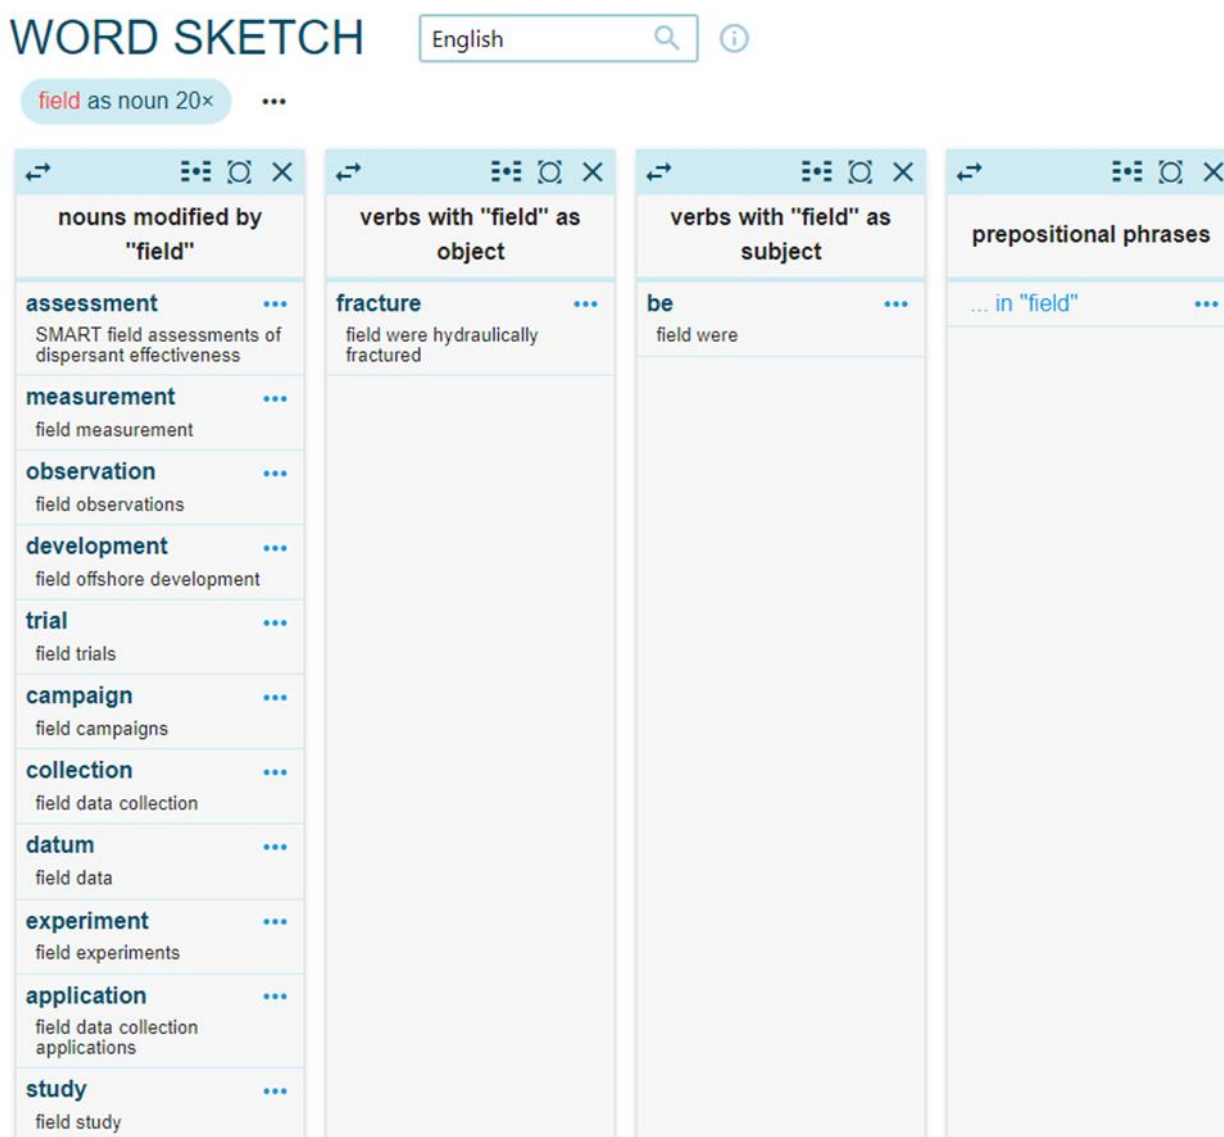 WORD SKETCH
English
field as noun 20×
nouns modified by
"field"
assessment
SMART field assessments of
dispersant effectiveness
measurement
field measurement
observation
field observations
development
field offshore development
trial
field trials
campaign
field campaigns
collection
field data collection
datum
field data
experiment
field experiments
application
field data collection
applications
study
field study
verbs with "field" as
object
fracture
field were hydraulically
fractured
verbs with "field" as
subject
be
field were
prepositional phrases
... in "field"